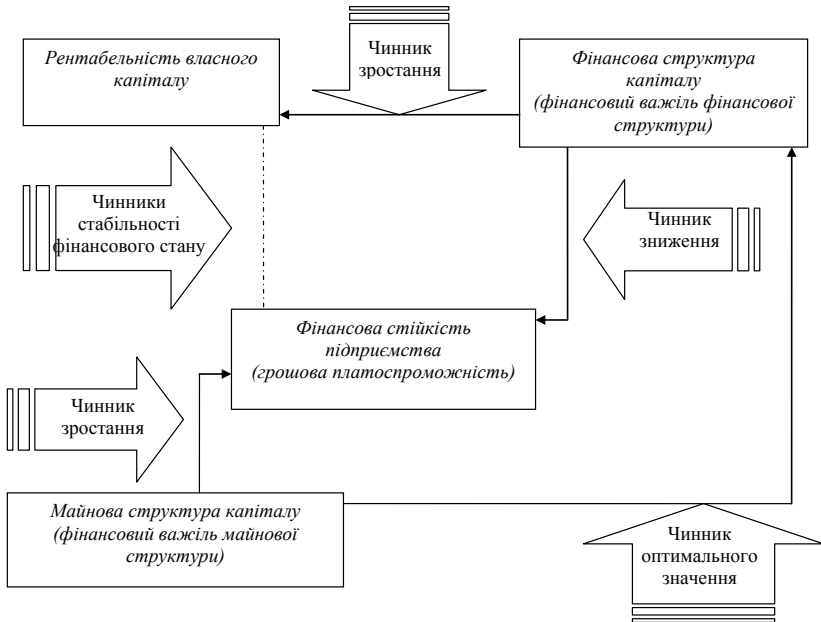 Рентабельність власного
капіталу
Чинник
зростання
Фінансова структура
капіталу
(фінансовий важіль фінансової
структури)
Чинники
стабільності
фінансового стану
Чинник
зниження
Фінансова стійкість
підприємства
(грошова платоспроможність)
Чинник
зростання
Майнова структура капіталу
(фінансовий важіль майнової
структури)
Чинник
оптимального
значення